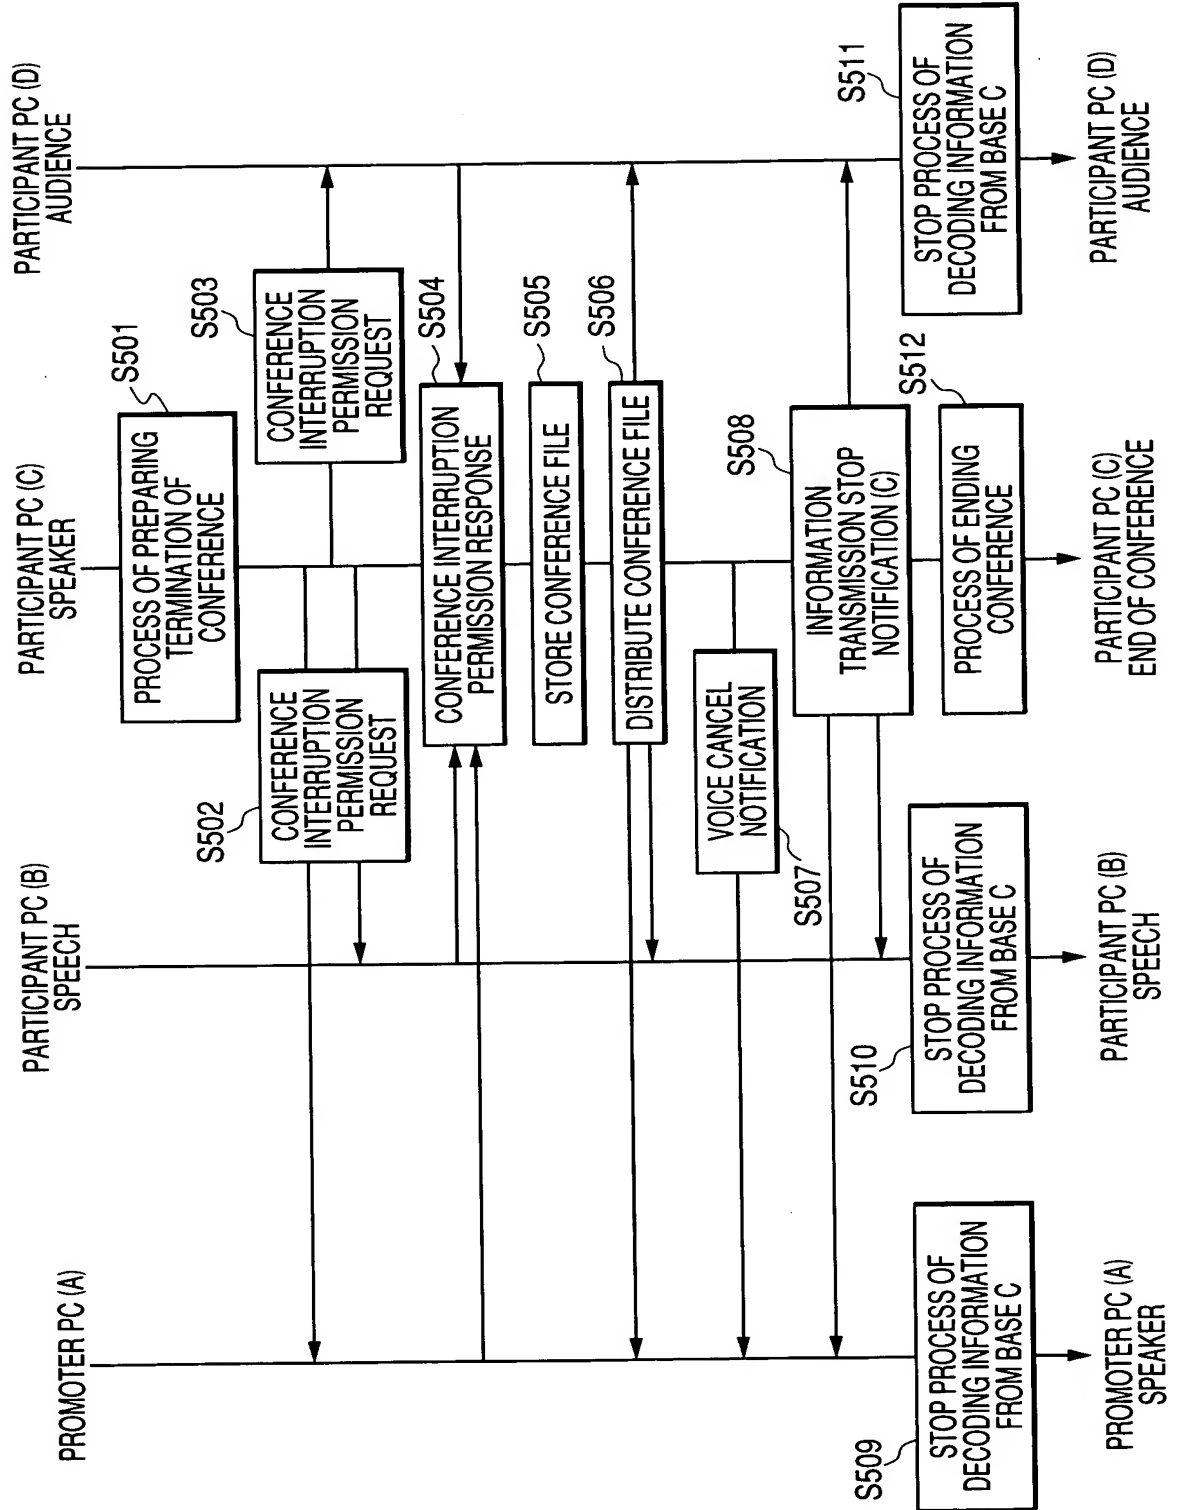 PROMOTER PC (A)
PARTICIPANT PC (B)
SPEECH
PARTICIPANT PC (C)
SPEAKER
PARTICIPANT PC (D)
AUDIENCE
S501
PROCESS OF PREPARING
TERMINATION OF
CONFERENCE
S502
CONFERENCE
INTERRUPTION
PERMISSION
REQUEST
S503
CONFERENCE
INTERRUPTION
PERMISSION
REQUEST
S504
CONFERENCE INTERRUPTION
PERMISSION RESPONSE
S505
STORE CONFERENCE FILE
S506
DISTRIBUTE CONFERENCE FILE
VOICE CANCEL
NOTIFICATION
S507
S508
INFORMATION
TRANSMISSION STOP
NOTIFICATION (C)
S509
STOP PROCESS OF
DECODING INFORMATION
FROM BASE C
S510
STOP PROCESS OF
DECODING INFORMATION
FROM BASE C
S512
PROCESS OF ENDING
CONFERENCE
S511
STOP PROCESS OF
DECODING INFORMATION
FROM BASE C
PROMOTER PC (A)
SPEAKER
PARTICIPANT PC (B)
SPEECH
PARTICIPANT PC (C)
END OF CONFERENCE
PARTICIPANT PC (D)
AUDIENCE